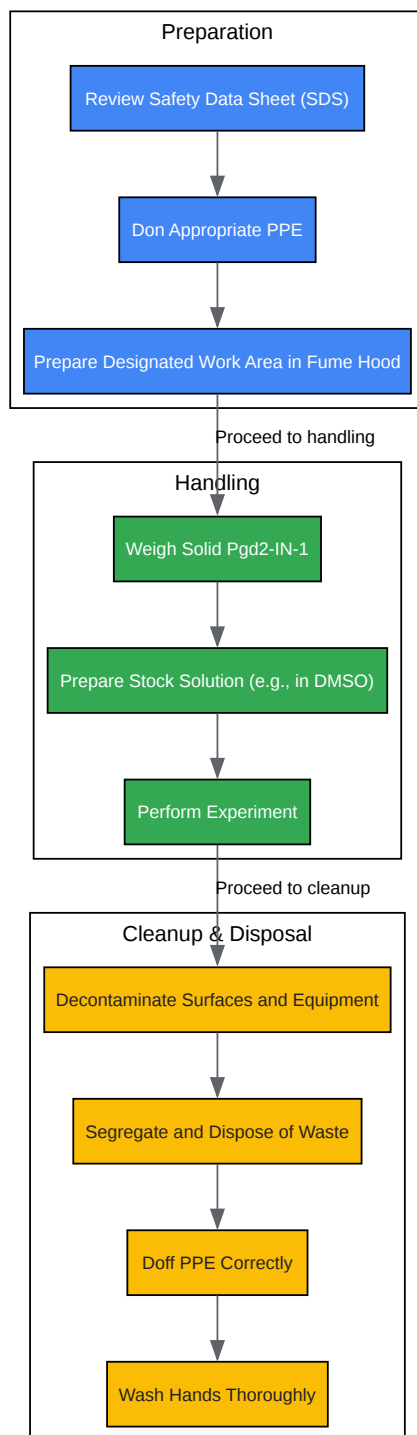 Preparation
Review Safety Data Sheet (SDS)
Don Appropriate PPE
Prepare Designated Work Area in Fume Hood
Proceed to handling
Handling
Weigh Solid Pgd2-IN-1
Prepare Stock Solution (e.g., in DMSO)
Perform Experiment
Proceed to cleanup
Cleanup & Disposal
Decontaminate Surfaces and Equipment
Segregate and Dispose of Waste
Doff PPE Correctly
Wash Hands Thoroughly